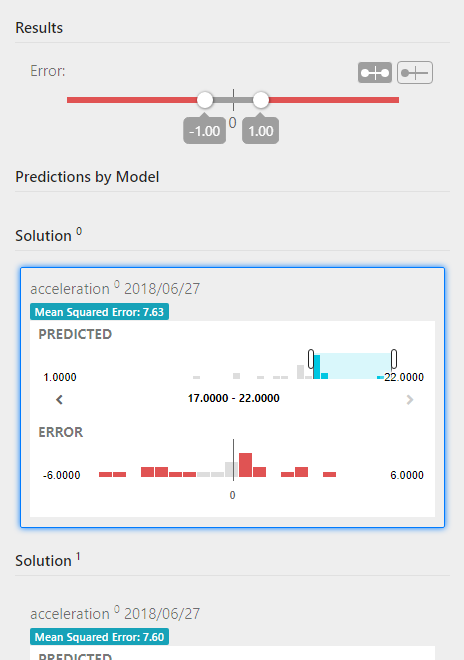 Results
Error:
0
-1.00 1.00
Predictions by Model
Solution 0
acceleration 0 2018/06/27
Mean Squared Error: 7.63
PREDICTED
1.0000 22.0000
17.0000 - 22.0000
ERROR
-6.0000 6.0000
0
Solution 1
acceleration 0 2018/06/27
Mean Squared Error: 7.60
PREDICTED